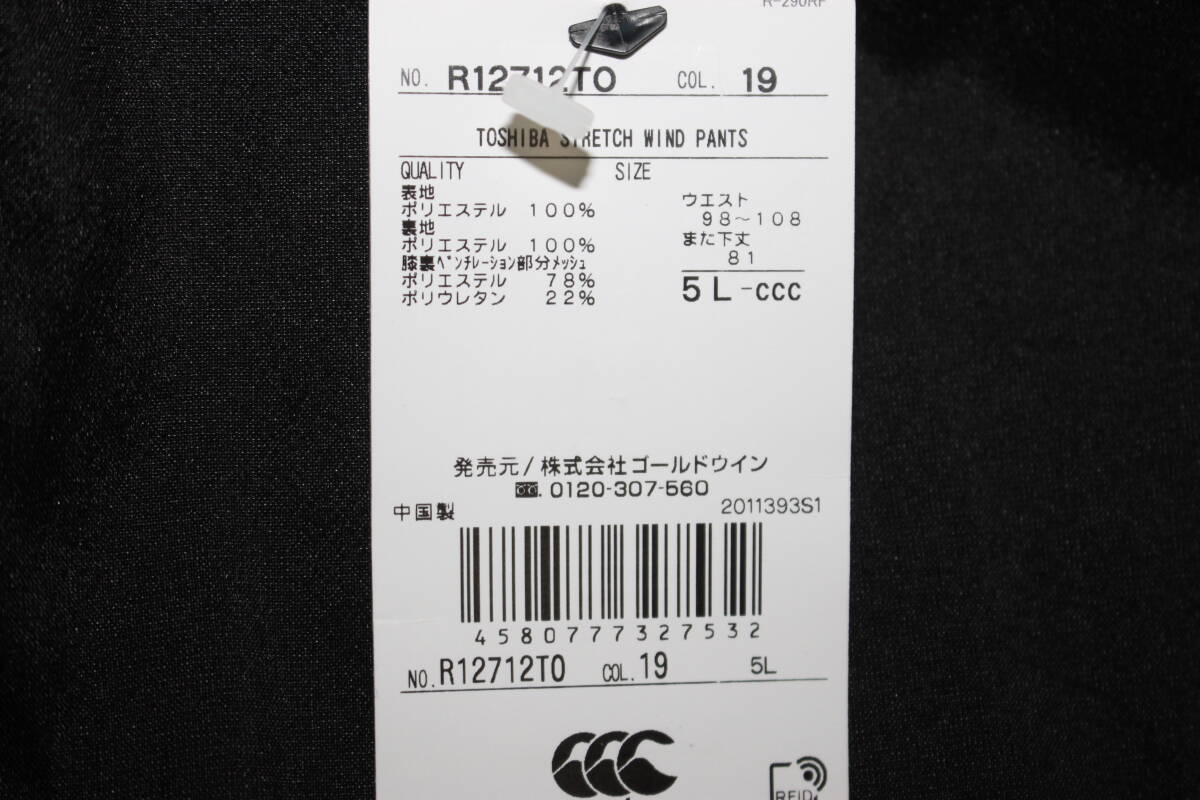 R-290RF
NO. R12712TO COL. 19
TOSHIBA STRETCH WIND PANTS
QUALITY SIZE
表地
ポリエステル 100%
裏地
ポリエステル 100%
膝裏ﾍﾞﾝﾁﾚｰｼｮﾝ部分ﾒｯｼｭ
ポリエステル 78%
ポリウレタン 22%
ウエスト
98~108
また下丈
81
5L-CCC
発売元/株式会社ゴールドウイン
0120-307-560
中国製 2011393S1
4580777327532
NO. R12712TO COL. 19 5L
RFID